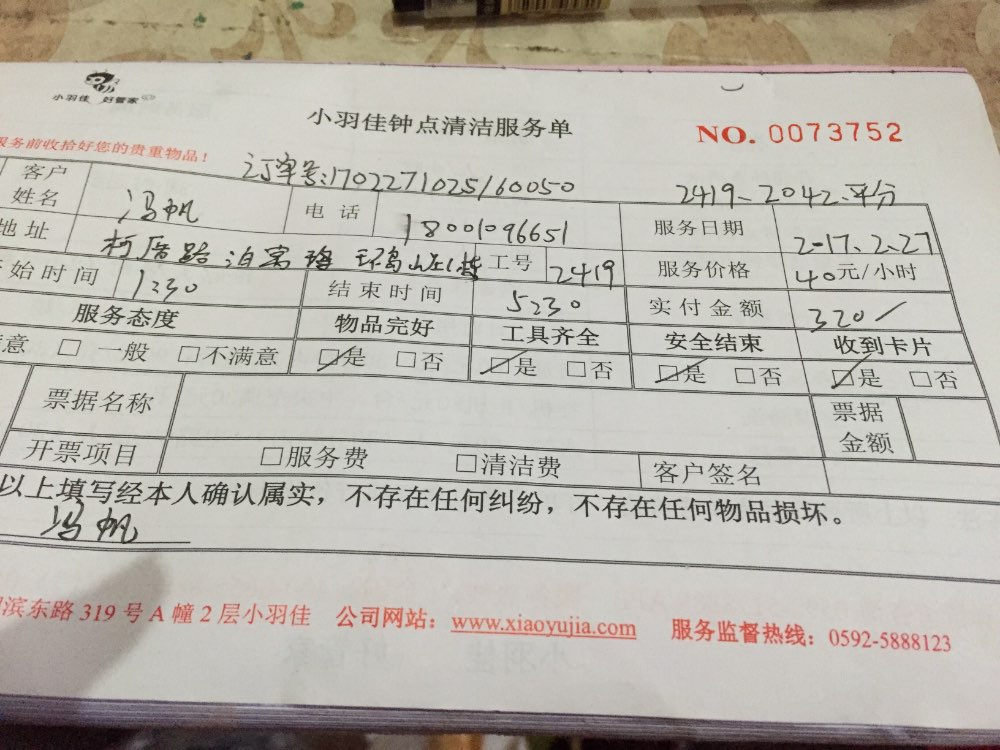 小羽佳 好管家
小羽佳钟点清洁服务单
NO. 0073752
服务前收拾好您的贵重物品！
订单号:1702271025160050 2419、2042、平分
客户姓名 冯帆 电话 18001096651 服务日期 2017.2.27
地址 工号 2419 服务价格 40元/小时
始时间 1:30 结束时间 5:30 实付金额 320/
服务态度 物品完好 工具齐全 安全结束 收到卡片
意 □ 一般 □不满意 □是 □否 □是 □否 □是 □否 □是 □否
票据名称 票据金额
开票项目 □服务费 □清洁费 客户签名
以上填写经本人确认属实，不存在任何纠纷，不存在任何物品损坏。
冯帆
滨东路 319 号 A 幢 2 层小羽佳 公司网站：www.xiaoyujia.com 服务监督热线：0592-5888123